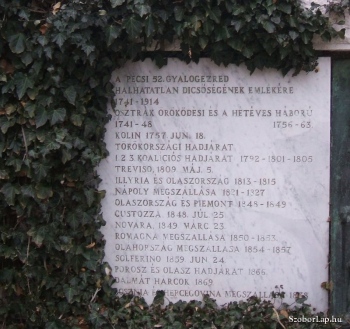 A PÉCSI 52. GYALOGEZRED
HALHATATLAN DICSŐSÉGÉNEK EMLÉKÉRE
1741-1914
OSZTRÁK ÖRÖKÖDÉSI ÉS A HÉTÉVES HÁBORÚ
1741-48. 1756-63.
KOLIN 1757 JUN. 18.
TÖRÖKORSZÁGI HADJÁRAT.
1. 2. 3. KOALICIÓS HADJÁRAT 1792-1801-1805
TREVISO, 1809. MÁJ. 5.
ILLYRIA ÉS OLASZORSZÁG 1813-1815
NÁPOLY MEGSZÁLLÁSA 1821-1827
OLASZORSZÁG ÉS PIEMONT 1848-1849
CUSTOZZA 1848. JUL. 25.
NOVARA, 1849. MÁRC. 23.
ROMAGNA MEGSZÁLLÁSA 1850-1853.
OLÁHORSZÁG MEGSZÁLLÁSA 1854-1857
SOLFERINO 1859. JUN. 24.
POROSZ ÉS OLASZ HADJÁRAT 1866.
DALMÁT HARCOK 1869.
HERCEGOVINA MEGSZÁLLÁSA
SzoborLap.hu